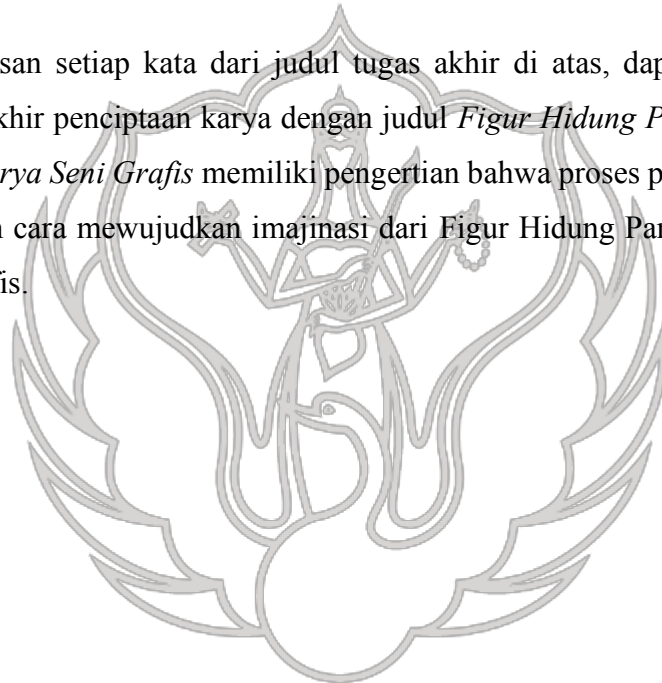 san setiap kata dari judul tugas akhir di atas, dap
khir penciptaan karya dengan judul Figur Hidung P
rya Seni Grafis memiliki pengertian bahwa proses p
n cara mewujudkan imajinasi dari Figur Hidung Par
is.